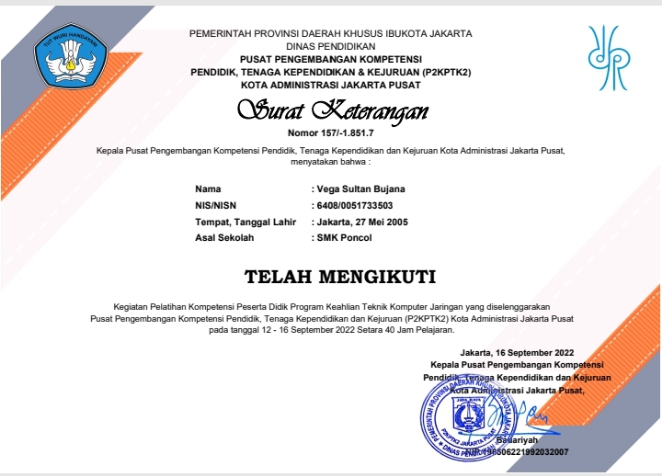 TUT WURI HANDAYANI
PEMERINTAH PROVINSI DAERAH KHUSUS IBUKOTA JAKARTA
DINAS PENDIDIKAN
PUSAT PENGEMBANGAN KOMPETENSI
PENDIDIK, TENAGA KEPENDIDIKAN & KEJURUAN (P2KPTK2)
KOTA ADMINISTRASI JAKARTA PUSAT
Surat Keterangan
Nomor 157/-1.851.7
Kepala Pusat Pengembangan Kompetensi Pendidik, Tenaga Kependidikan dan Kejuruan Kota Administrasi Jakarta Pusat,
menyatakan bahwa :
Nama : Vega Sultan Bujana
NIS/NISN : 6408/0051733503
Tempat, Tanggal Lahir : Jakarta, 27 Mei 2005
Asal Sekolah : SMK Poncol
TELAH MENGIKUTI
Kegiatan Pelatihan Kompetensi Peserta Didik Program Keahlian Teknik Komputer Jaringan yang diselenggarakan
Pusat Pengembangan Kompetensi Pendidik, Tenaga Kependidikan dan Kejuruan (P2KPTK2) Kota Administrasi Jakarta Pusat
pada tanggal 12 - 16 September 2022 Setara 40 Jam Pelajaran.
Jakarta, 16 September 2022
Kepala Pusat Pengembangan Kompetensi
Pendidik, Tenaga Kependidikan dan Kejuruan
Kota Administrasi Jakarta Pusat,
PEMERINTAH PROVINSI DAERAH KHUSUS IBUKOTA JAKARTA
P2KPTK2 JAKARTA PUSAT
DINAS PENDIDIKAN
NIP 196506221992032007